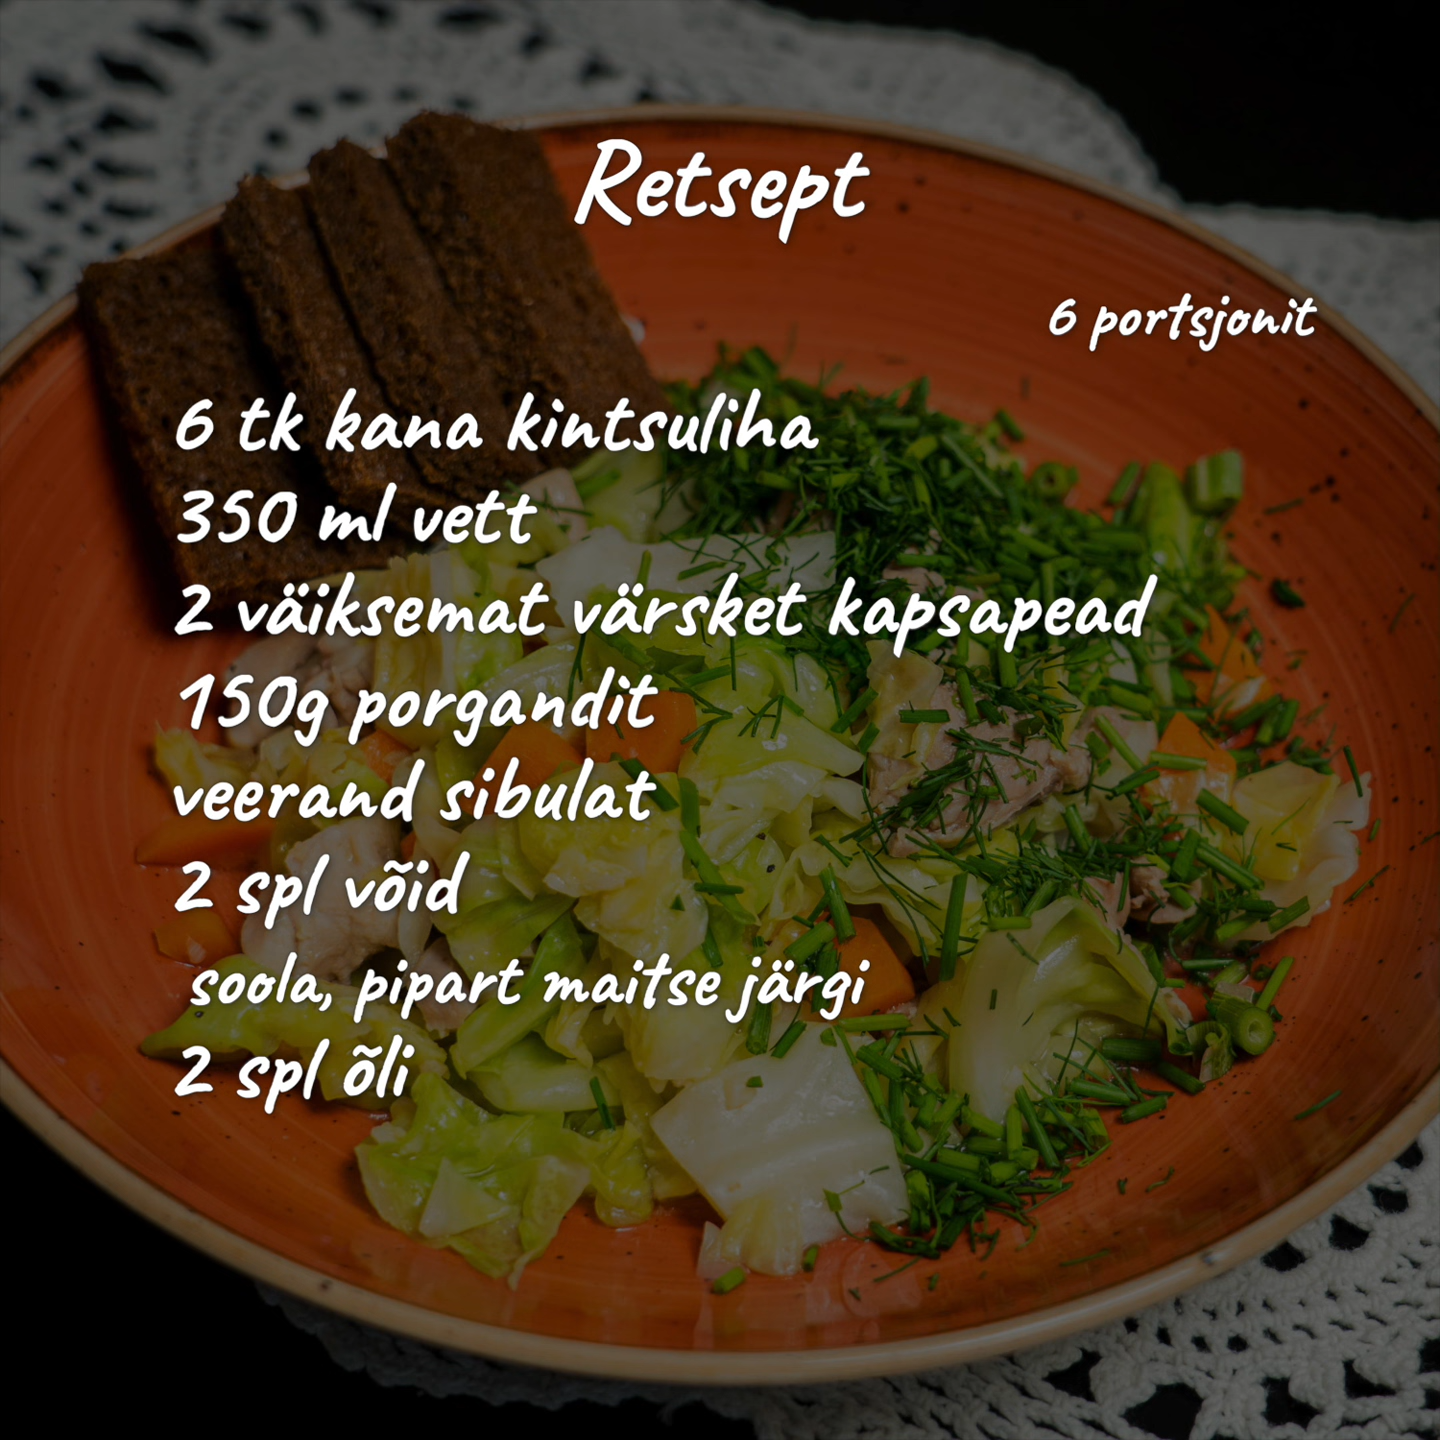 Retsept
6 portsjonit
6 tk kana kintsuliha
350 ml vett
2 väiksemat värsket kapsapead
150g porgandit
veerand sibulat
2 spl võid
soola, pipart maitse järgi
2 spl õli